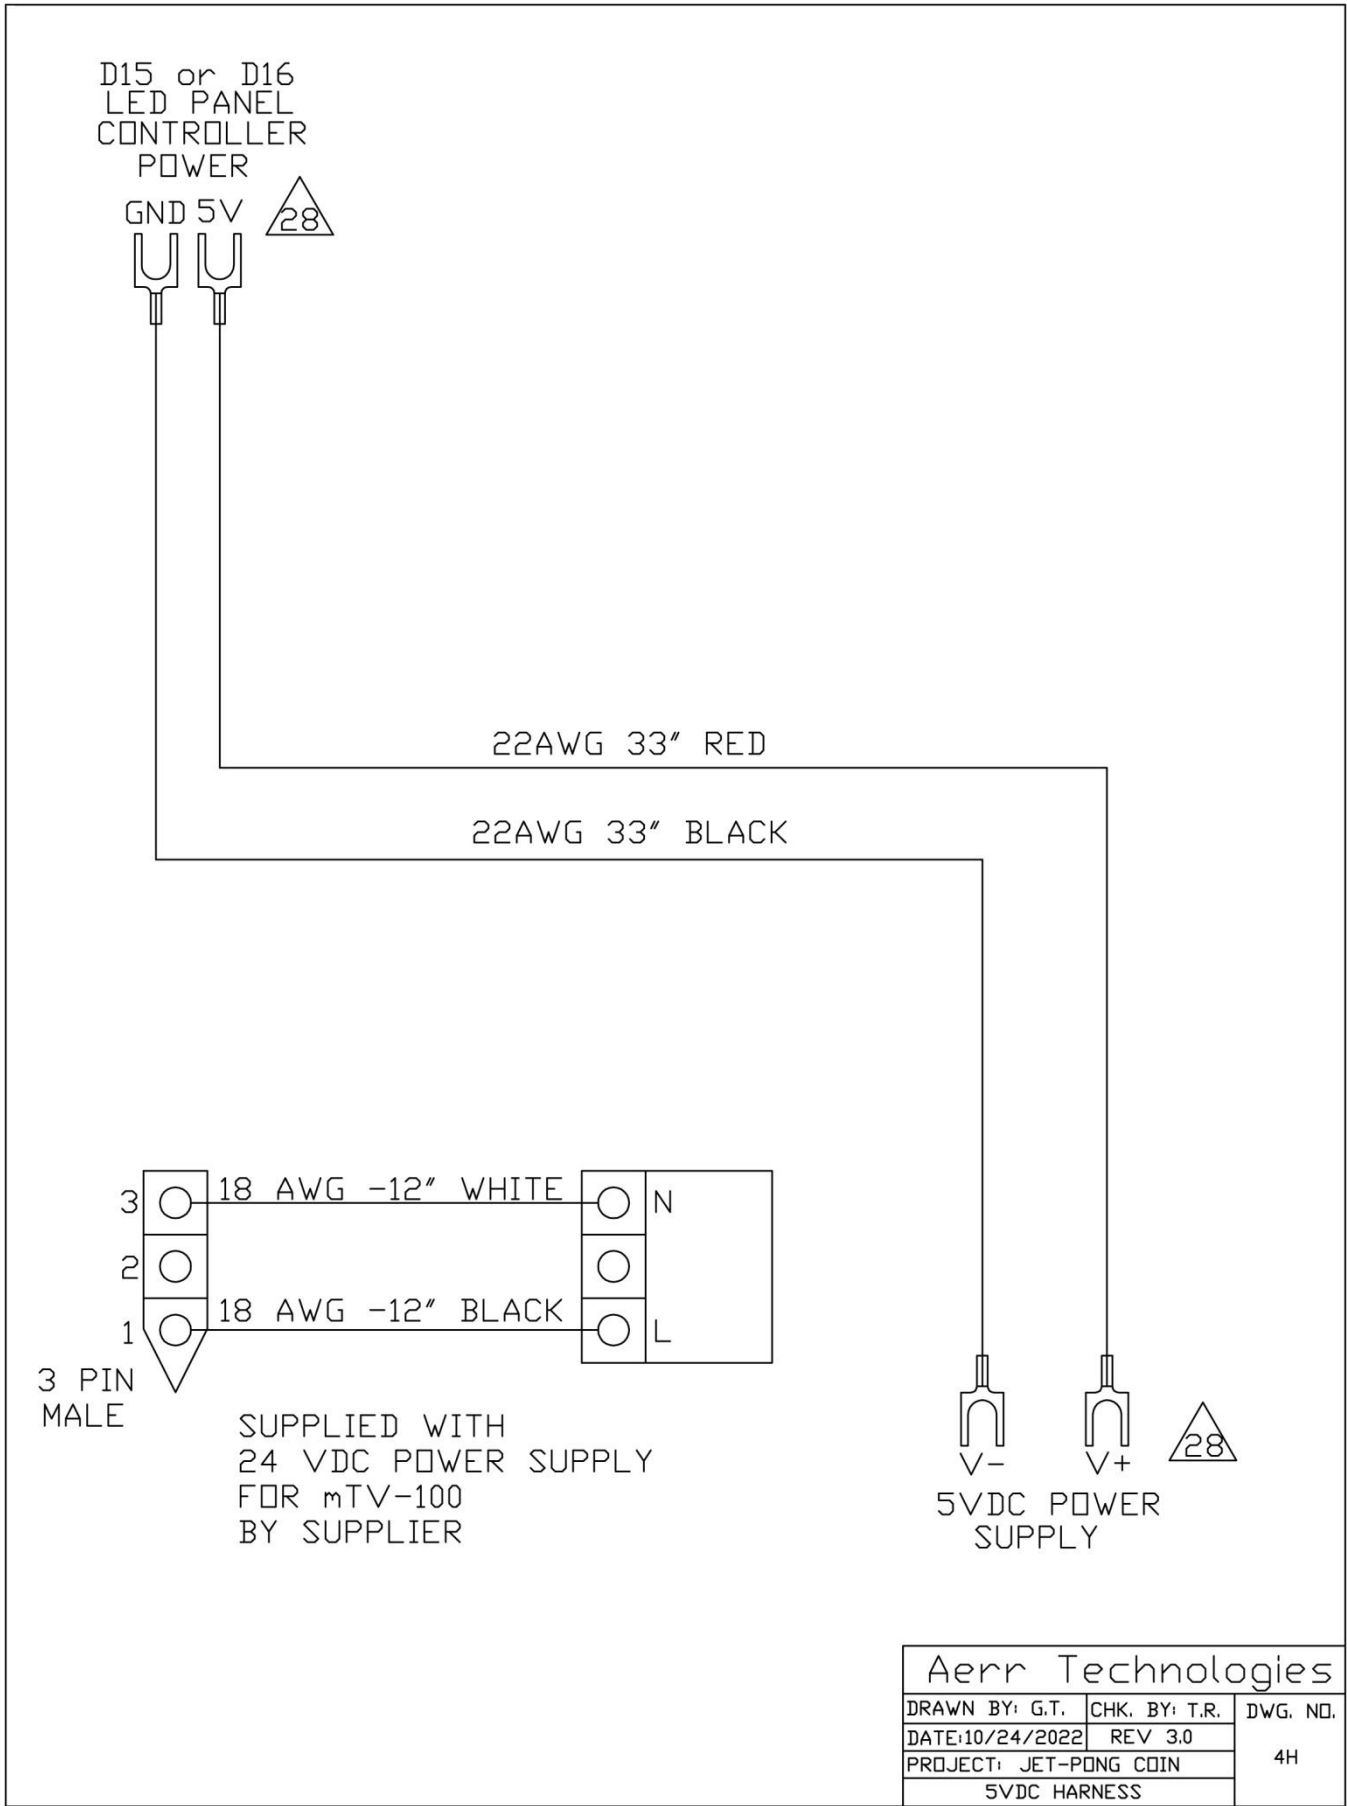 D15 or D16
LED PANEL
CONTROLLER
POWER
GND 5V 28
22AWG 33" RED
22AWG 33" BLACK
3 18 AWG -12" WHITE N
2
1 18 AWG -12" BLACK L
3 PIN
MALE
SUPPLIED WITH
24 VDC POWER SUPPLY
FOR mTV-100
BY SUPPLIER
V- V+ 28
5VDC POWER
SUPPLY
Aerr Technologies
DRAWN BY: G.T. CHK. BY: T.R. DWG. NO.
DATE:10/24/2022 REV 3.0
PROJECT: JET-PONG COIN 4H
5VDC HARNESS